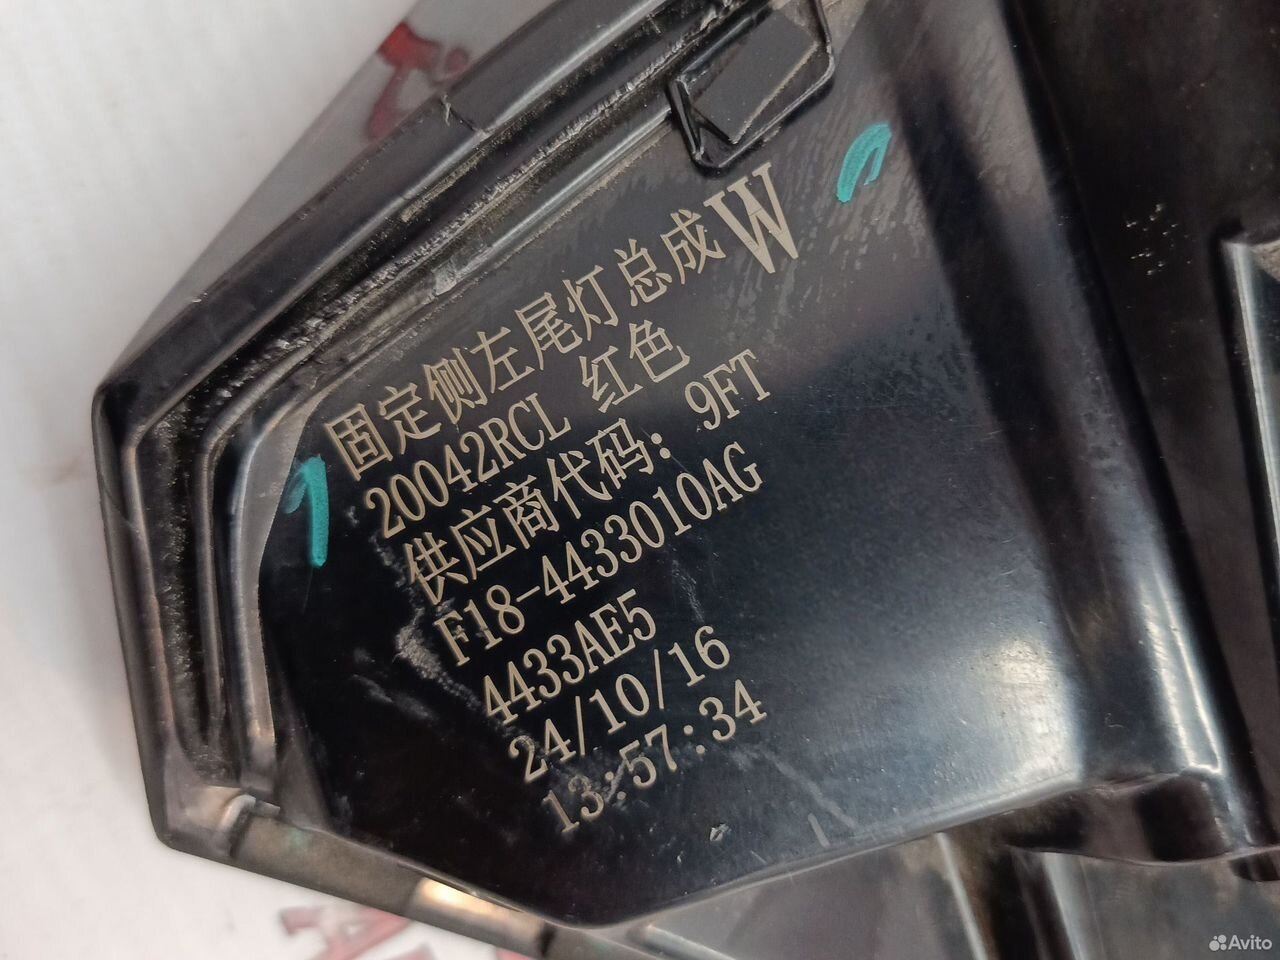 固定侧左尾灯总成W
20042RCL 红色
供应商代码：9FT
F18-4433010AG
4433AE5
24/10/16
13:57:34
Avito